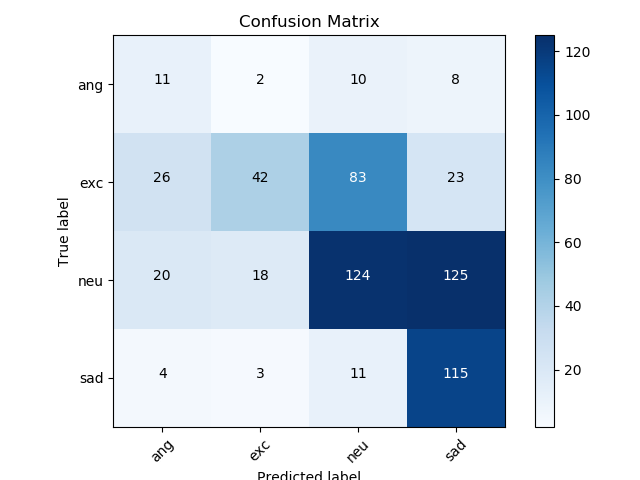 Confusion Matrix
True label
ang 11 2 10 8
exc 26 42 83 23
neu 20 18 124 125
sad 4 3 11 115
ang exc neu sad
Predicted label
120
100
80
60
40
20